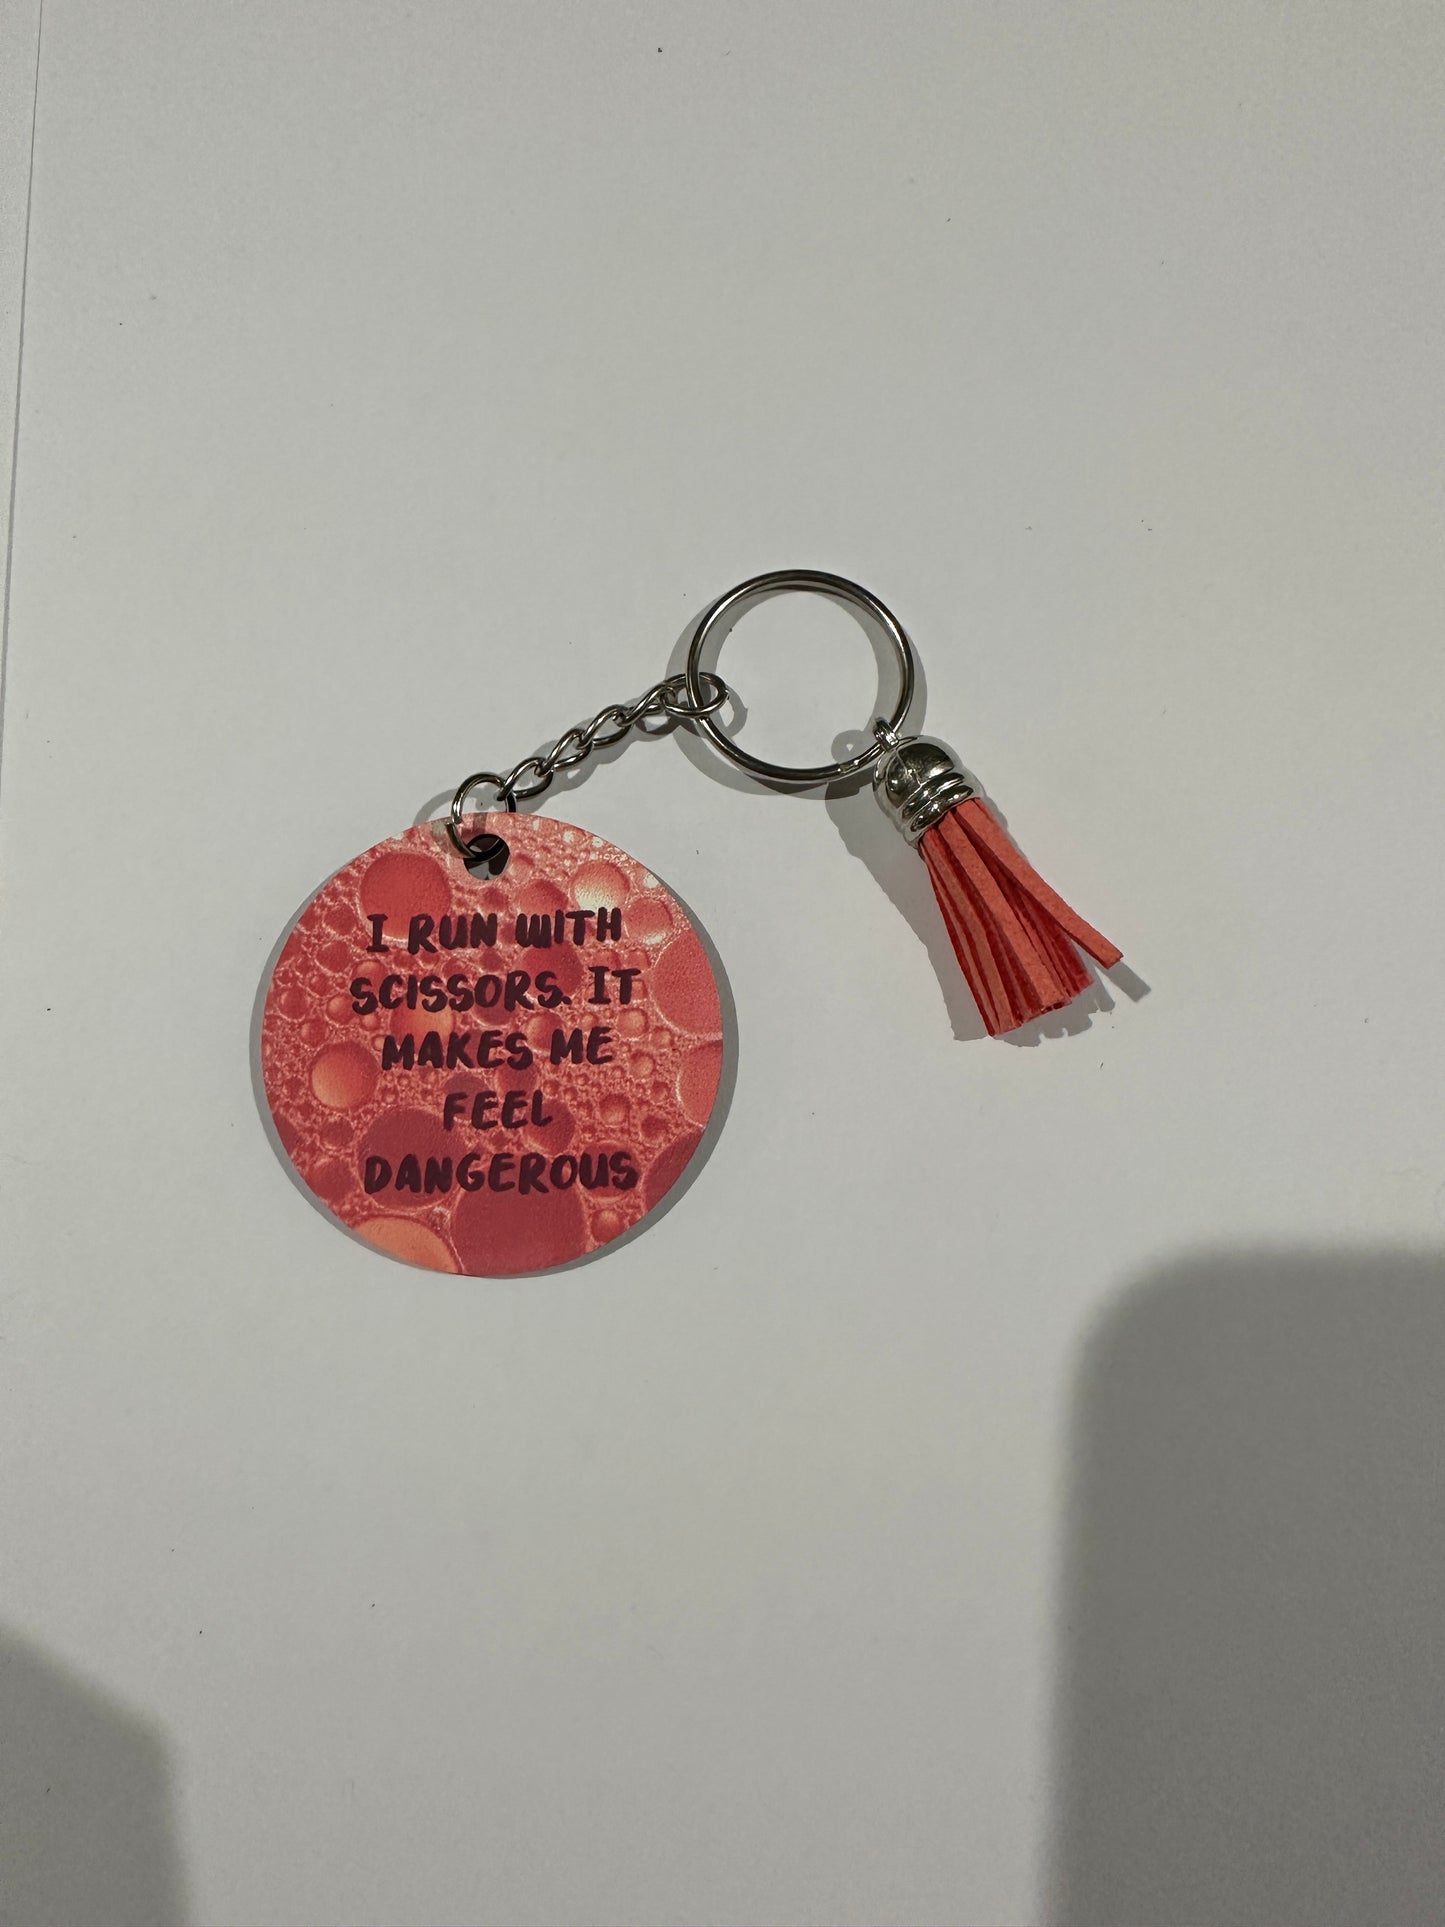 I RUN WITH
SCISSORS. IT
MAKES ME
FEEL
DANGEROUS